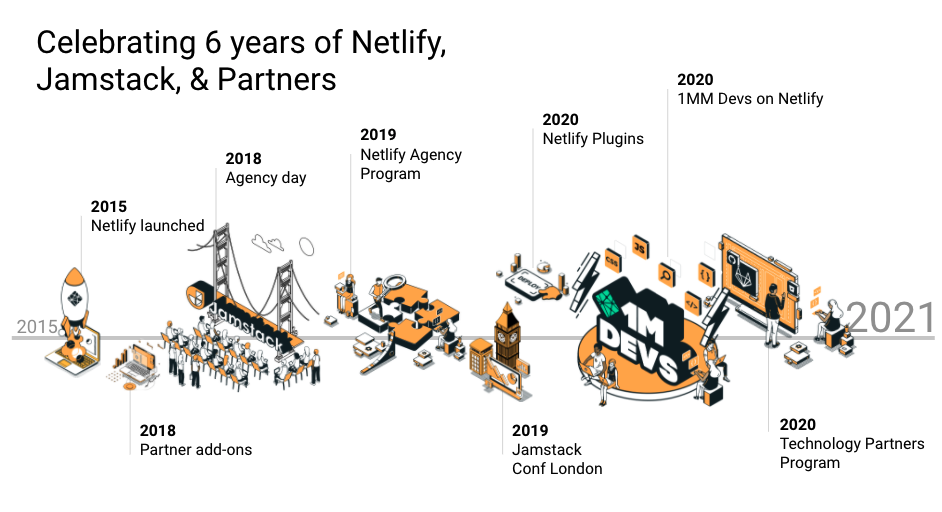 Celebrating 6 years of Netlify,
Jamstack, & Partners
2015
Netlify launched
2018
Agency day
2019
Netlify Agency
Program
2020
Netlify Plugins
2020
1MM Devs on Netlify
2015
2021
Jamstack
DEPLOY
CSS
JS
{ }
</>
1M
DEVS
2018
Partner add-ons
2019
Jamstack
Conf London
2020
Technology Partners
Program